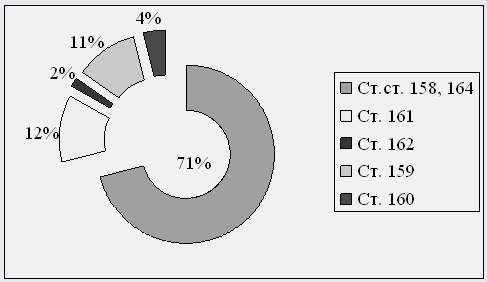 4%
11%
2%
12%
71%
Ст.ст. 158, 164
Ст. 161
Ст. 162
Ст. 159
Ст. 160